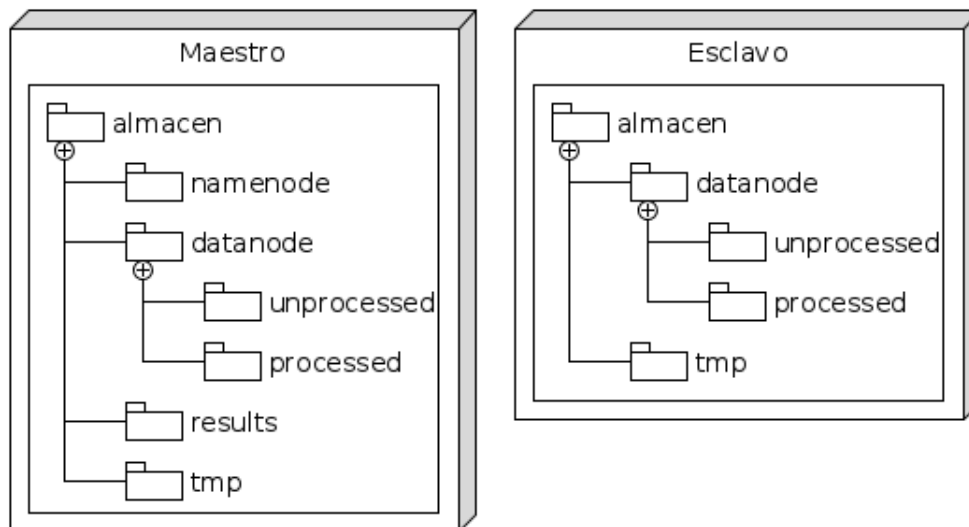 Maestro
almacen
namenode
datanode
unprocessed
processed
results
tmp
Esclavo
almacen
datanode
unprocessed
processed
tmp